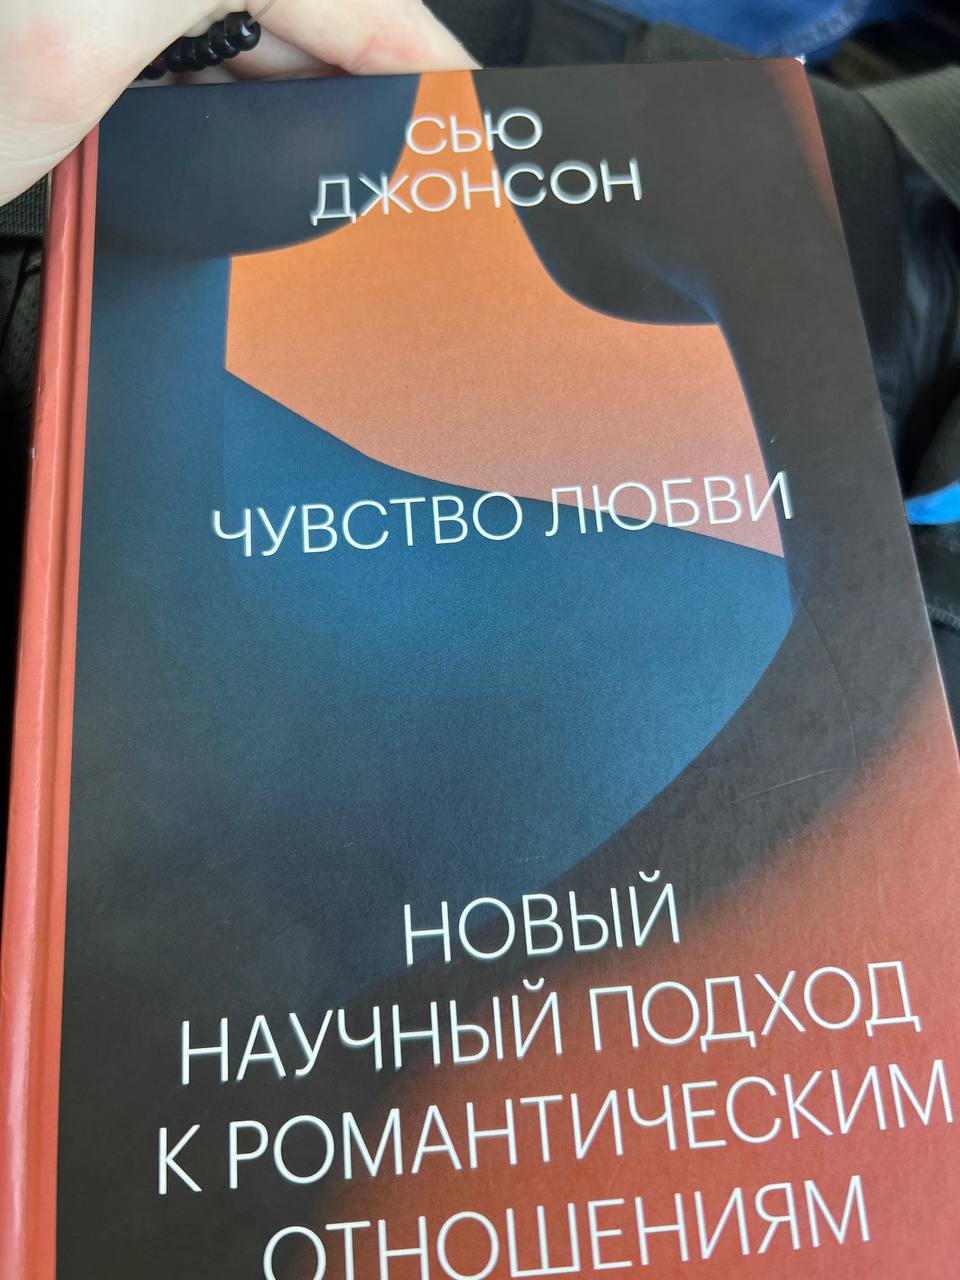 СЬЮ
ДЖОНСОН
ЧУВСТВО ЛЮБВИ
НОВЫЙ
НАУЧНЫЙ ПОДХОД
К РОМАНТИЧЕСКИМ
ОТНОШЕНИЯМ